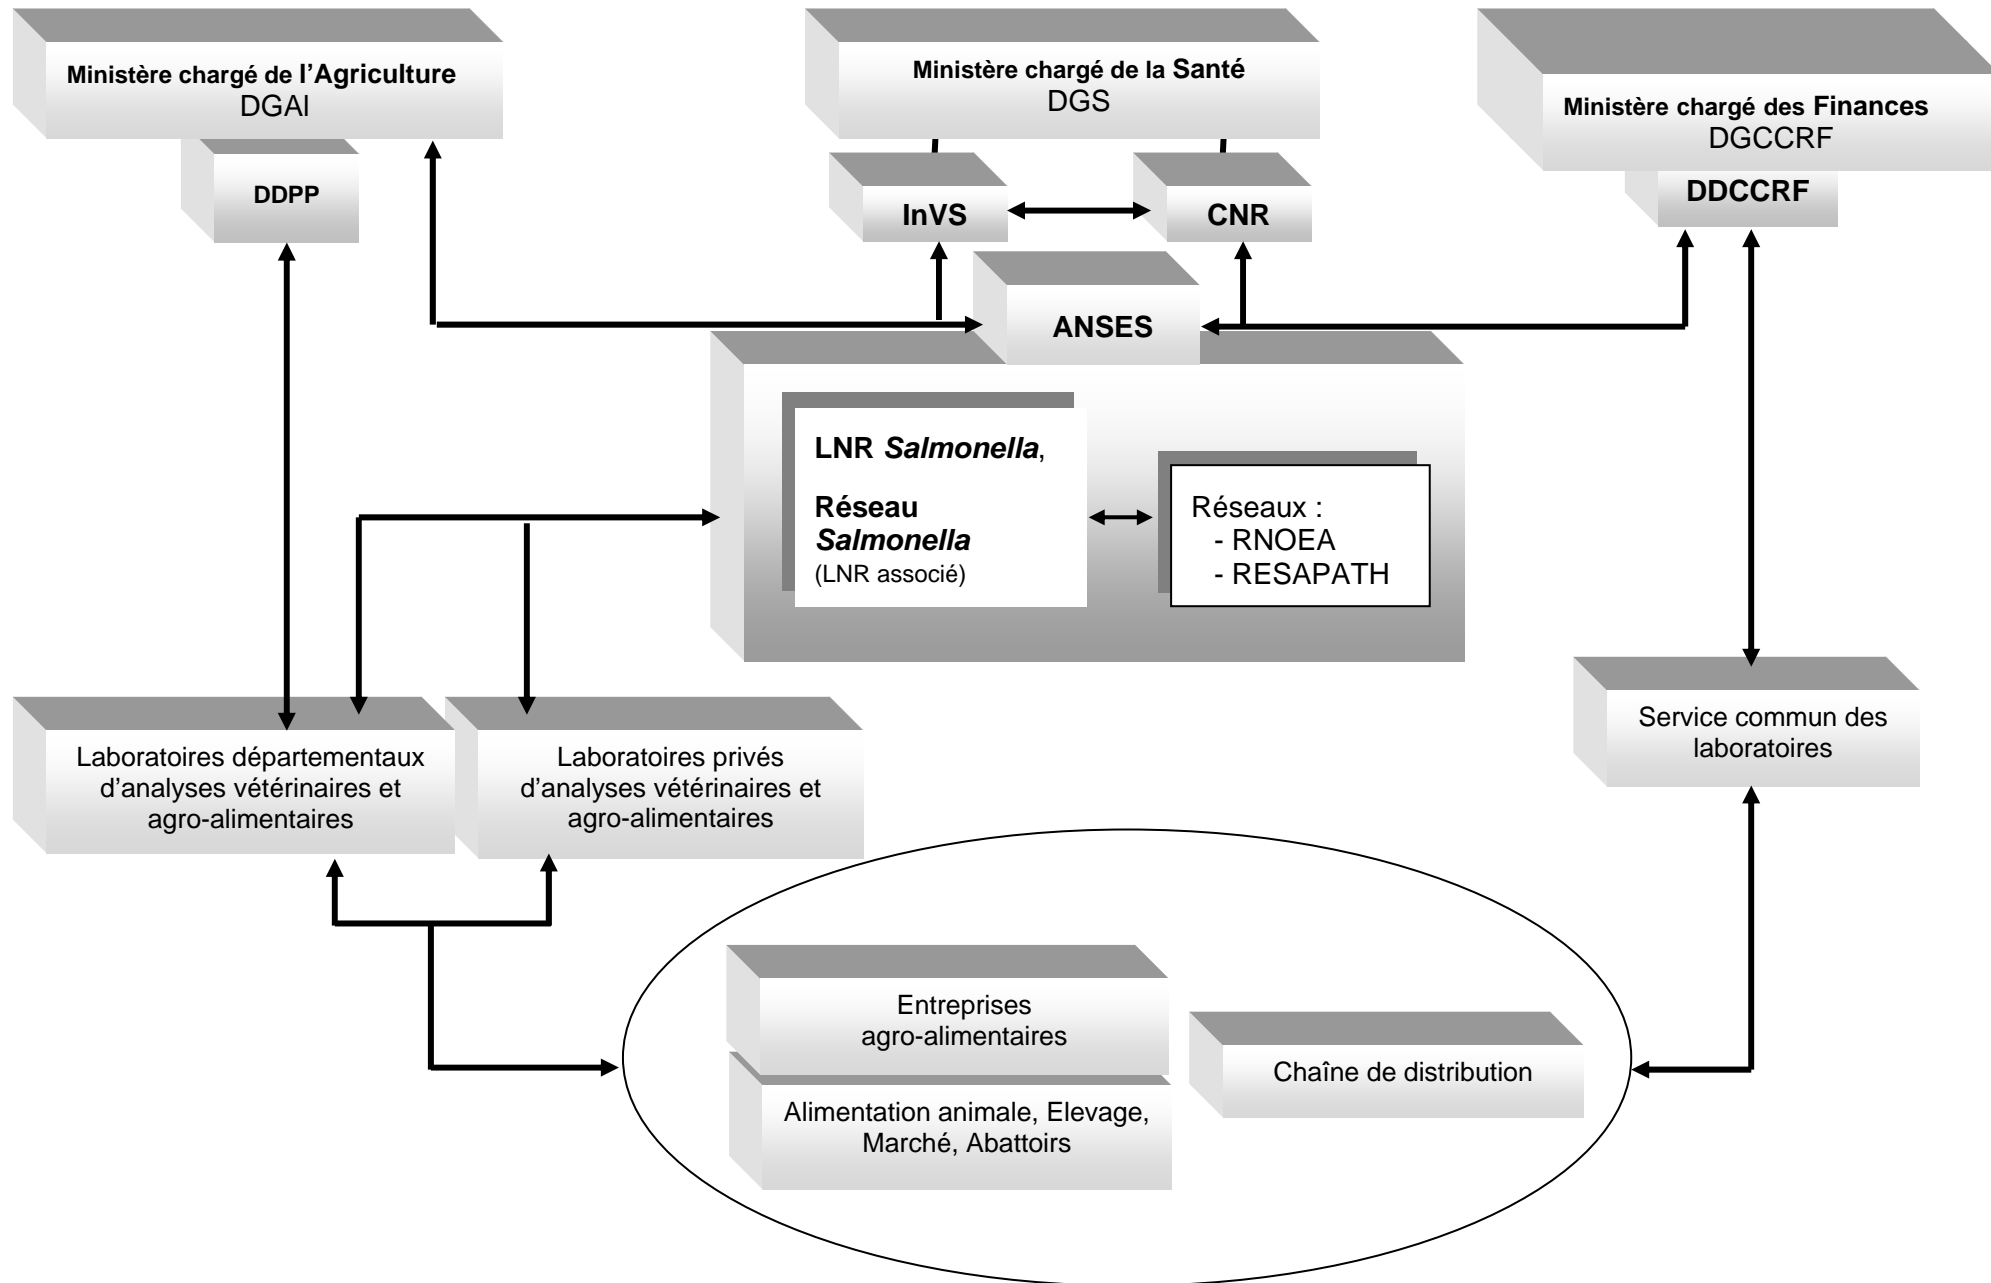 Ministère chargé de l’Agriculture
DGAl
Ministère chargé de la Santé
DGS
Ministère chargé des Finances
DGCCRF
DDPP
InVS
CNR
DDCCRF
ANSES
LNR Salmonella,
Réseau
Salmonella
(LNR associé)
Réseaux :
- RNOEA
- RESAPATH
Laboratoires départementaux
d’analyses vétérinaires et
agro-alimentaires
Laboratoires privés
d’analyses vétérinaires et
agro-alimentaires
Service commun des
laboratoires
Entreprises
agro-alimentaires
Chaîne de distribution
Alimentation animale, Elevage,
Marché, Abattoirs